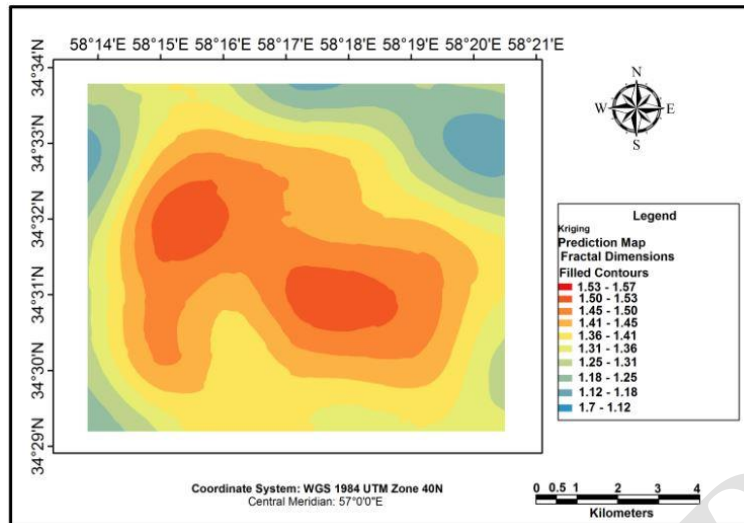 58°14'E 58°15'E 58°16'E 58°17'E 58°18'E 58°19'E 58°20'E 58°21'E
34°34'N
34°33'N
34°32'N
34°31'N
34°30'N
34°29'N
N
W E
S
Legend
Kriging
Prediction Map
Fractal Dimensions
Filled Contours
1.53 - 1.57
1.50 - 1.53
1.45 - 1.50
1.41 - 1.45
1.36 - 1.41
1.31 - 1.36
1.25 - 1.31
1.18 - 1.25
1.12 - 1.18
1.7 - 1.12
Coordinate System: WGS 1984 UTM Zone 40N
Central Meridian: 57°0'0"E
0 0.5 1 2 3 4
Kilometers